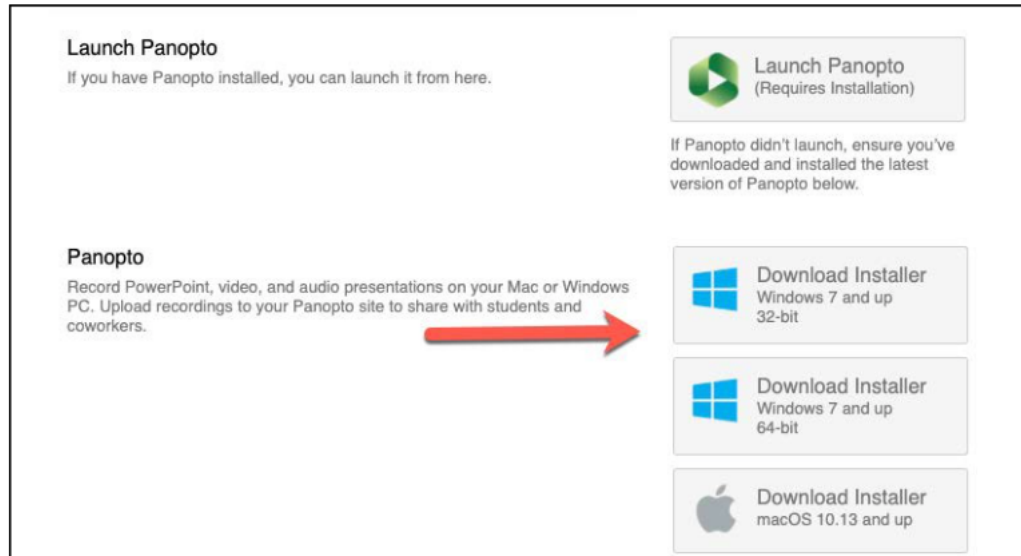 Launch Panopto
If you have Panopto installed, you can launch it from here.
Launch Panopto
(Requires Installation)
If Panopto didn't launch, ensure you've
downloaded and installed the latest
version of Panopto below.
Panopto
Record PowerPoint, video, and audio presentations on your Mac or Windows
PC. Upload recordings to your Panopto site to share with students and
coworkers.
Download Installer
Windows 7 and up
32-bit
Download Installer
Windows 7 and up
64-bit
Download Installer
macOS 10.13 and up